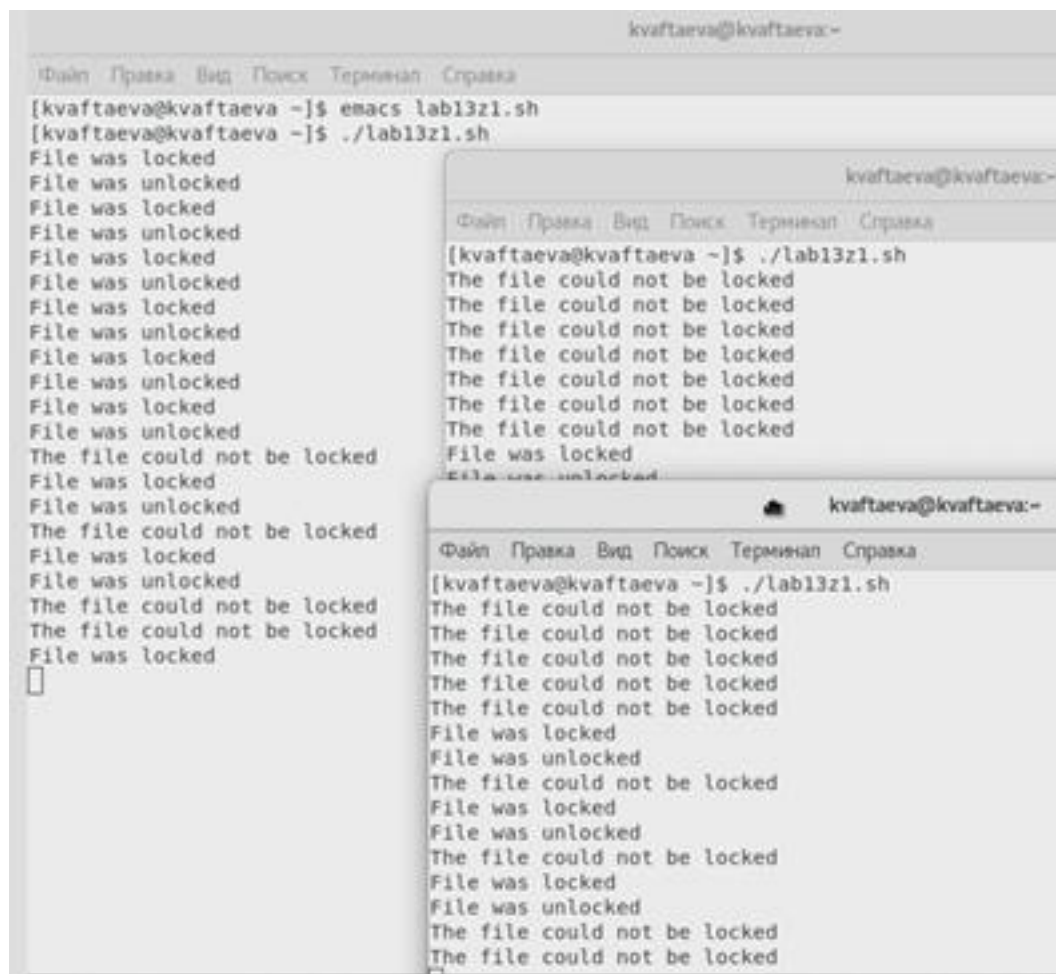 kvaftaeva@kvaftaeva:~
Файл Правка Вид Поиск Терминал Справка
[kvaftaeva@kvaftaeva ~]$ emacs lab13z1.sh
[kvaftaeva@kvaftaeva ~]$ ./lab13z1.sh
File was locked
File was unlocked
File was locked
File was unlocked
File was locked
File was unlocked
File was locked
File was unlocked
File was locked
File was unlocked
File was locked
File was unlocked
The file could not be locked
File was locked
File was unlocked
The file could not be locked
File was locked
File was unlocked
The file could not be locked
The file could not be locked
File was locked
kvaftaeva@kvaftaeva:~
Файл Правка Вид Поиск Терминал Справка
[kvaftaeva@kvaftaeva ~]$ ./lab13z1.sh
The file could not be locked
The file could not be locked
The file could not be locked
The file could not be locked
The file could not be locked
The file could not be locked
The file could not be locked
File was locked
File was unlocked
kvaftaeva@kvaftaeva:~
Файл Правка Вид Поиск Терминал Справка
[kvaftaeva@kvaftaeva ~]$ ./lab13z1.sh
The file could not be locked
The file could not be locked
The file could not be locked
The file could not be locked
The file could not be locked
File was locked
File was unlocked
The file could not be locked
File was locked
File was unlocked
The file could not be locked
File was locked
File was unlocked
The file could not be locked
The file could not be locked